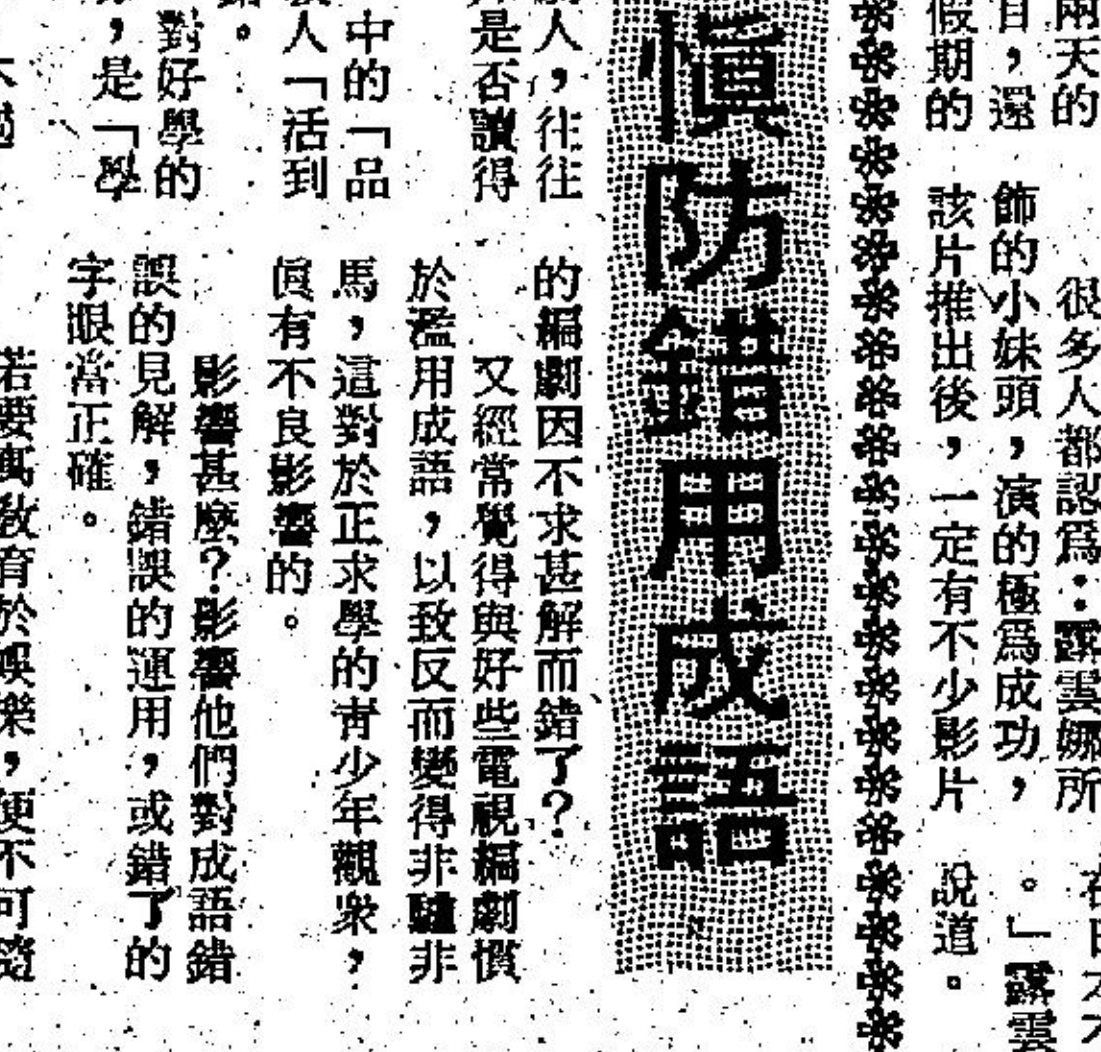 兩天的
目，還
假期的
很多人都認爲：露雲娜所
飾的小妹頭，演的極爲成功，
該片推出後，一定有不少影片
在日本
。」露雲
說道。
慎防錯用成語
人，往往
是否讀得
中的「品
人「活到
。
對好學的
，是「學
的編劇因不求甚解而錯了？
又經常覺得與好些電視編劇慣
於濫用成語，以致反而變得非驢非
馬，這對於正求學的青少年觀衆，
眞有不良影響的。
影響甚麼？影響他們對成語錯
誤的見解，錯誤的運用，或錯了的
字眼當正確。
若要寓教育於娛樂，便不可隨